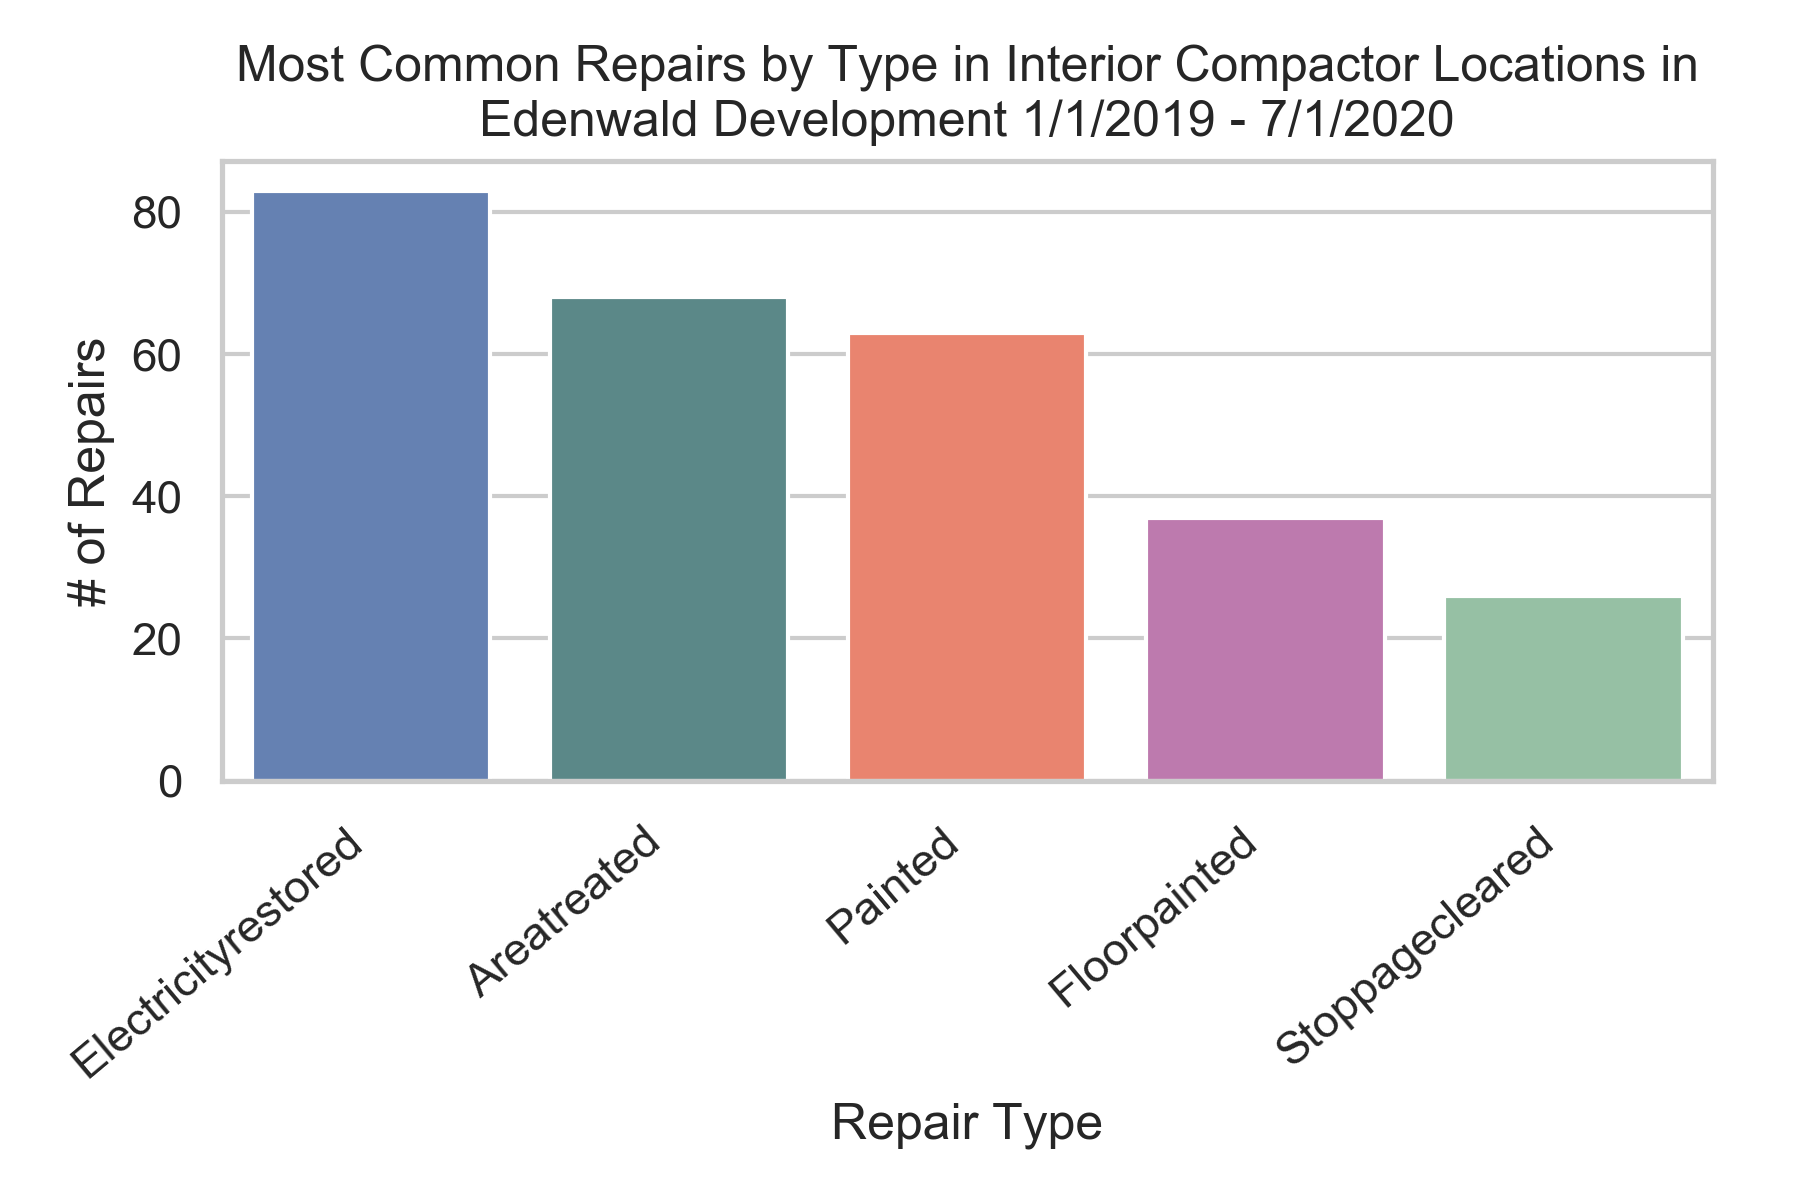 Most Common Repairs by Type in Interior Compactor Locations in
Edenwald Development 1/1/2019 - 7/1/2020
# of Repairs
80
60
40
20
0
Electricityrestored
Areatreated
Painted
Floorpainted
Stoppagecleared
Repair Type